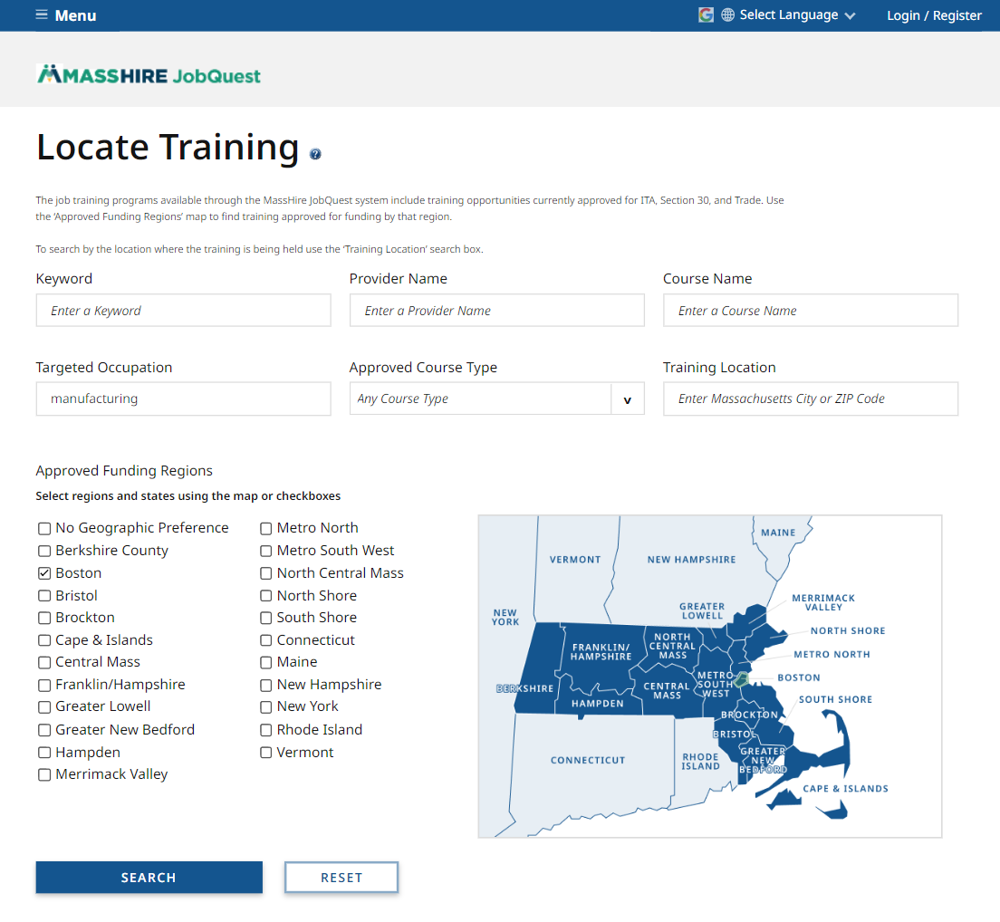 Menu
Select Language
Login / Register
MASSHIRE JobQuest
Locate Training ?
The job training programs available through the MassHire JobQuest system include training opportunities currently approved for ITA, Section 30, and Trade. Use
the ‘Approved Funding Regions’ map to find training approved for funding by that region.
To search by the location where the training is being held use the ‘Training Location’ search box.
Keyword
Provider Name
Course Name
Enter a Keyword
Enter a Provider Name
Enter a Course Name
Targeted Occupation
Approved Course Type
Training Location
manufacturing
Any Course Type
v
Enter Massachusetts City or ZIP Code
Approved Funding Regions
Select regions and states using the map or checkboxes
No Geographic Preference
Berkshire County
Boston
Bristol
Brockton
Cape & Islands
Central Mass
Franklin/Hampshire
Greater Lowell
Greater New Bedford
Hampden
Merrimack Valley
Metro North
Metro South West
North Central Mass
North Shore
South Shore
Connecticut
Maine
New Hampshire
New York
Rhode Island
Vermont
MAINE
VERMONT
NEW HAMPSHIRE
NEW
YORK
GREATER
LOWELL
MERRIMACK
VALLEY
NORTH SHORE
FRANKLIN/
HAMPSHIRE
NORTH
CENTRAL
MASS
METRO NORTH
BERKSHIRE
HAMPDEN
CENTRAL
MASS
METRO
SOUTH
WEST
BOSTON
SOUTH SHORE
BROCKTON
BRISTOL
CONNECTICUT
RHODE
ISLAND
GREATER
NEW
BEDFORD
CAPE & ISLANDS
SEARCH
RESET